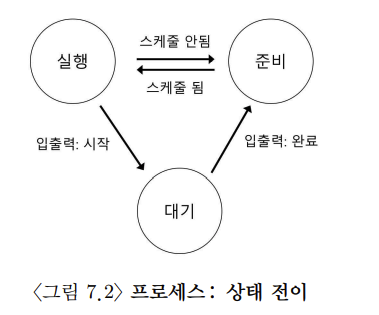 스케줄 안됨
실행
준비
스케줄 됨
입출력: 시작
입출력: 완료
대기
〈그림 7.2〉 프로세스: 상태 전이